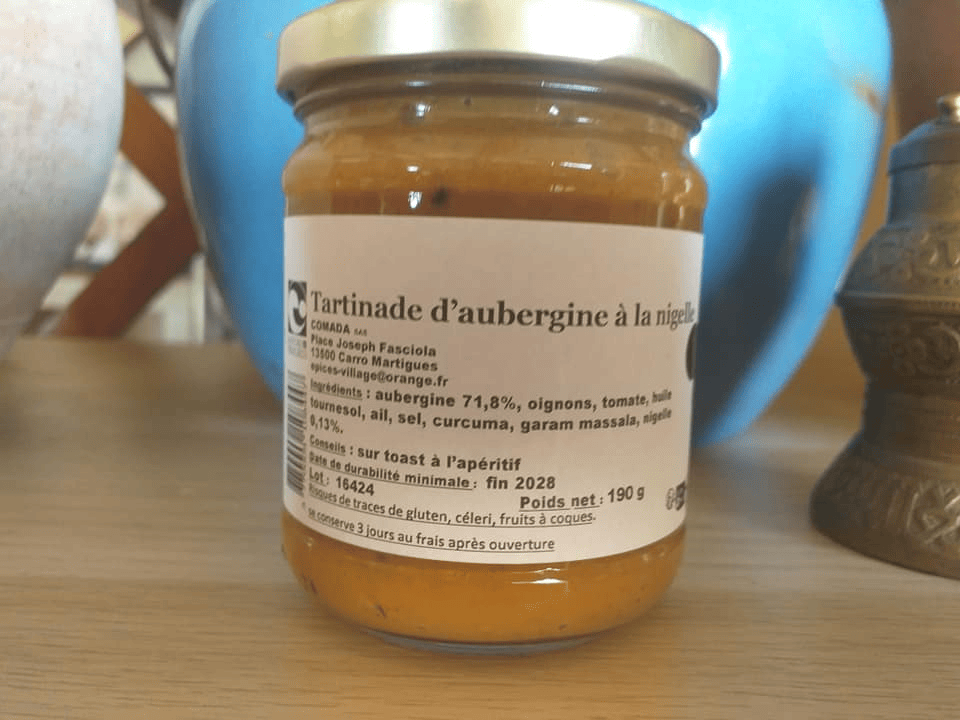 Tartinade d'aubergine à la nigelle
COMADA SAS
Place Joseph Fasciola
13500 Carro Martigues
epices-village@orange.fr
Ingrédients : aubergine 71,8%, oignons, tomate, huile
tournesol, ail, sel, curcuma, garam massala, nigelle
0,13%.
Conseils : sur toast à l'apéritif
Date de durabilité minimale : fin 2028
Lot : 16424
Poids net : 190 g
Risques de traces de gluten, céleri, fruits à coques.
se conserve 3 jours au frais après ouverture